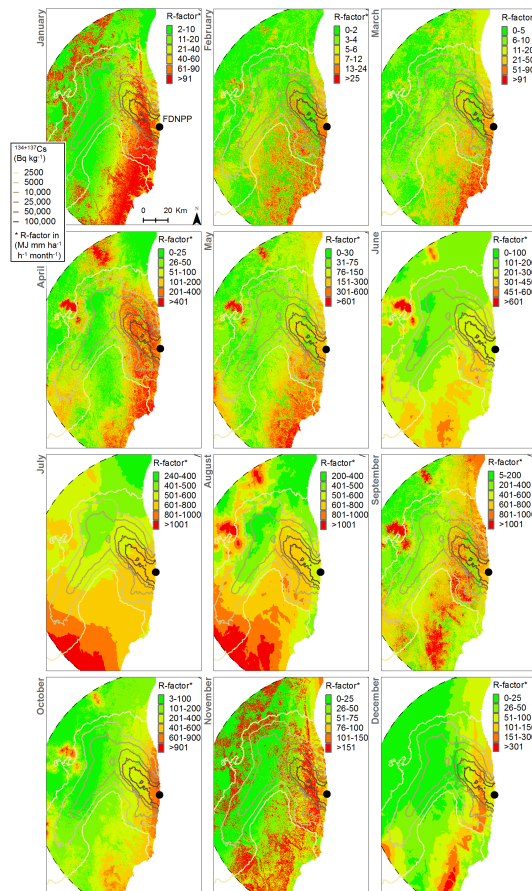 January
R-factor*
2-10
11-20
21-40
40-60
61-90
>91
FDNPP
0 20 Km
134+137Cs
(Bq kg-1)
2500
5000
10,000
25,000
50,000
100,000
* R-factor in
(MJ mm ha-1
h-1 month-1)
February
R-factor*
0-2
3-4
5-6
7-12
13-24
>25
March
R-factor*
0-5
6-10
11-20
21-50
51-90
>91
April
R-factor*
0-25
26-50
51-100
101-200
201-400
>401
May
R-factor*
0-30
31-75
76-150
151-300
301-600
>601
June
R-factor*
0-100
101-200
201-300
301-450
451-600
>601
July
R-factor*
240-400
401-500
501-600
601-800
801-1000
>1001
August
R-factor*
200-400
401-500
501-600
601-800
801-1000
>1001
September
R-factor*
5-200
201-400
401-600
601-800
801-1000
>1001
October
R-factor*
3-100
101-200
201-400
401-600
601-900
>901
November
R-factor*
0-25
26-50
51-75
76-100
101-150
>151
December
R-factor*
0-25
26-50
51-100
101-150
151-300
>301